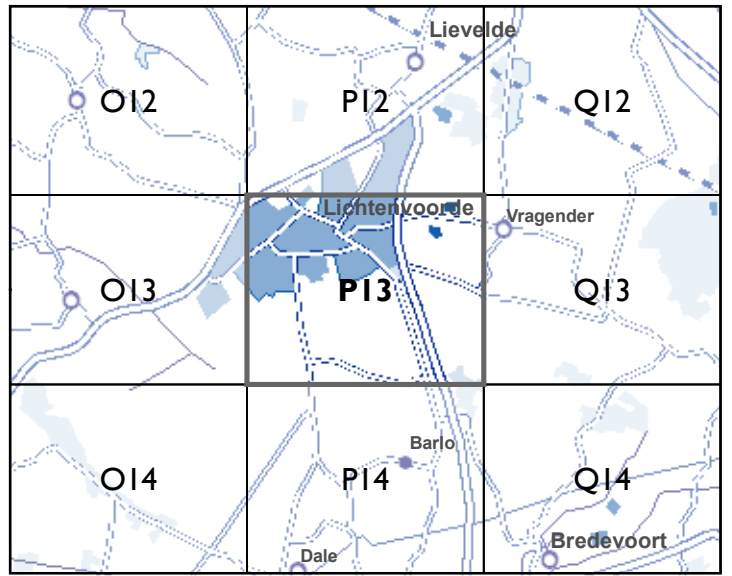 Lievelde
O12
P12
Q12
Lichtenvoorde
Vragender
O13
P13
Q13
Barlo
O14
P14
Q14
Bredevoort
Dale